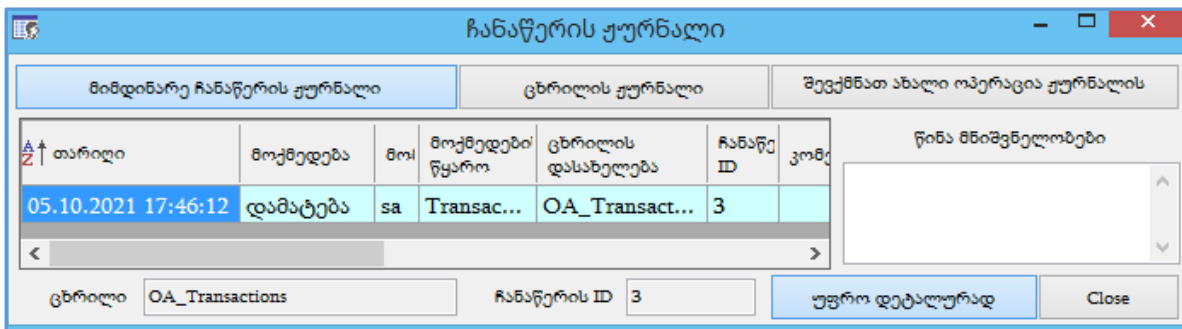 ჩანაწერის ჟურნალი
მიმდინარე ჩანაწერის ჟურნალი ცხრილის ჟურნალი შევქმნათ ახალი ოპერაცია ჟურნალის
წინა მნიშვნელობები
თარიღი მოქმედება მოქმედების წყარო ცხრილის დასახელება ID
05.10.2021 17:46:12 დამატება sa Transac... OA_Transact... 3
ცხრილი OA_Transactions ჩანაწერის ID 3 უფრო დეტალურად Close